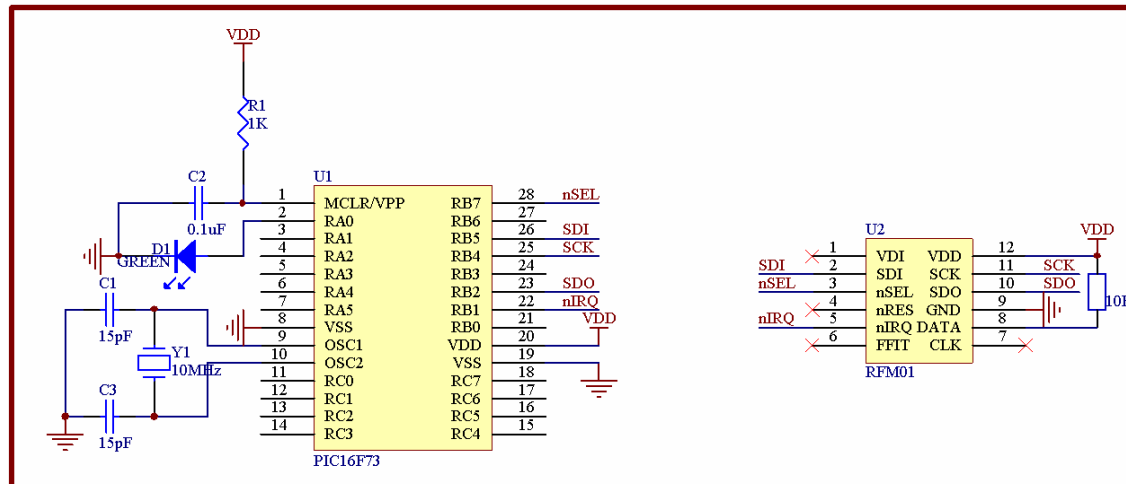 VDD
R1
1K
C2
0.1uF
D1
GREEN
C1
15pF
Y1
10MHz
C3
15pF
U1
1 MCLR/VPP RB7 28 nSEL
2 RA0 RB6 27
3 RA1 RB5 26 SDI
4 RA2 RB4 25 SCK
5 RA3 RB3 24
6 RA4 RB2 23 SDO
7 RA5 RB1 22 nIRQ
8 VSS RB0 21
9 OSC1 VDD 20 VDD
10 OSC2 VSS 19
11 RC0 RC7 18
12 RC1 RC6 17
13 RC2 RC5 16
14 RC3 RC4 15
PIC16F73
U2
VDD
1 VDI VDD 12
SDI 2 SDI SCK 11 SCK
nSEL 3 nSEL SDO 10 SDO
4 nRES GND 9
nIRQ 5 nIRQ DATA 8
6 FFIT CLK 7
RFM01